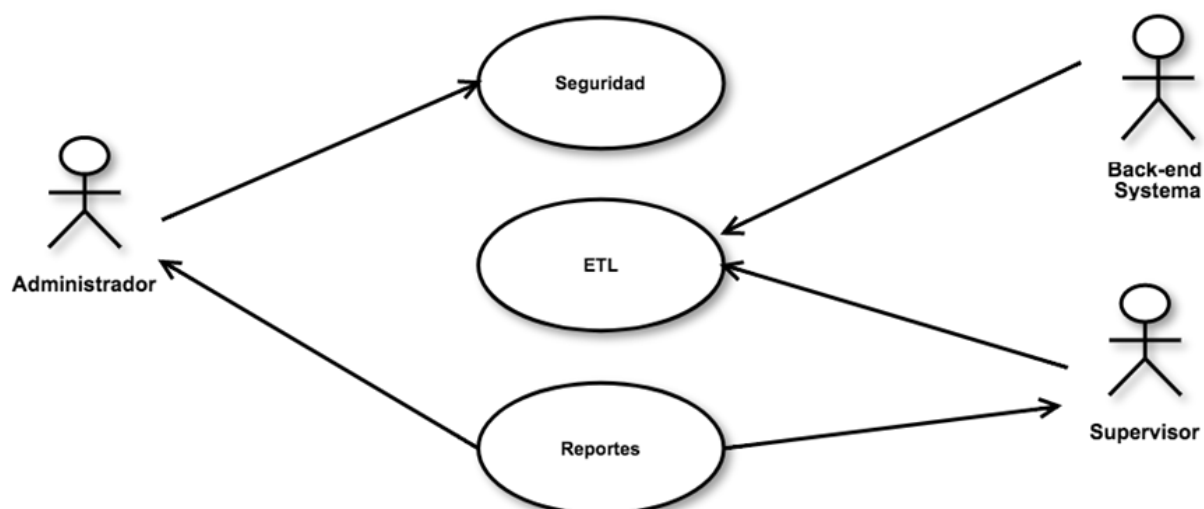 Seguridad
Back-end
Systema
ETL
Administrador
Reportes
Supervisor